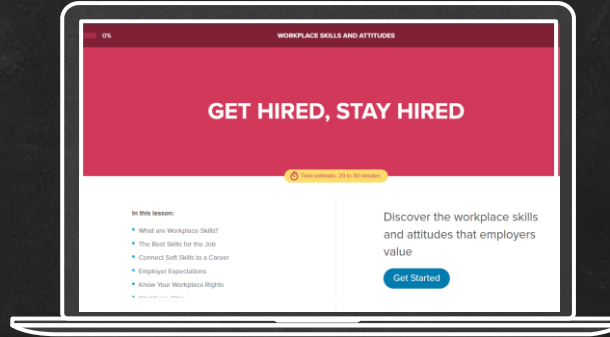 0%
WORKPLACE SKILLS AND ATTITUDES
GET HIRED, STAY HIRED
Time estimate: 20 to 30 minutes
In this lesson:
What are Workplace Skills?
The Best Skills for the Job
Connect Soft Skills to a Career
Employer Expectations
Know Your Workplace Rights
Discover the workplace skills
and attitudes that employers
value
Get Started